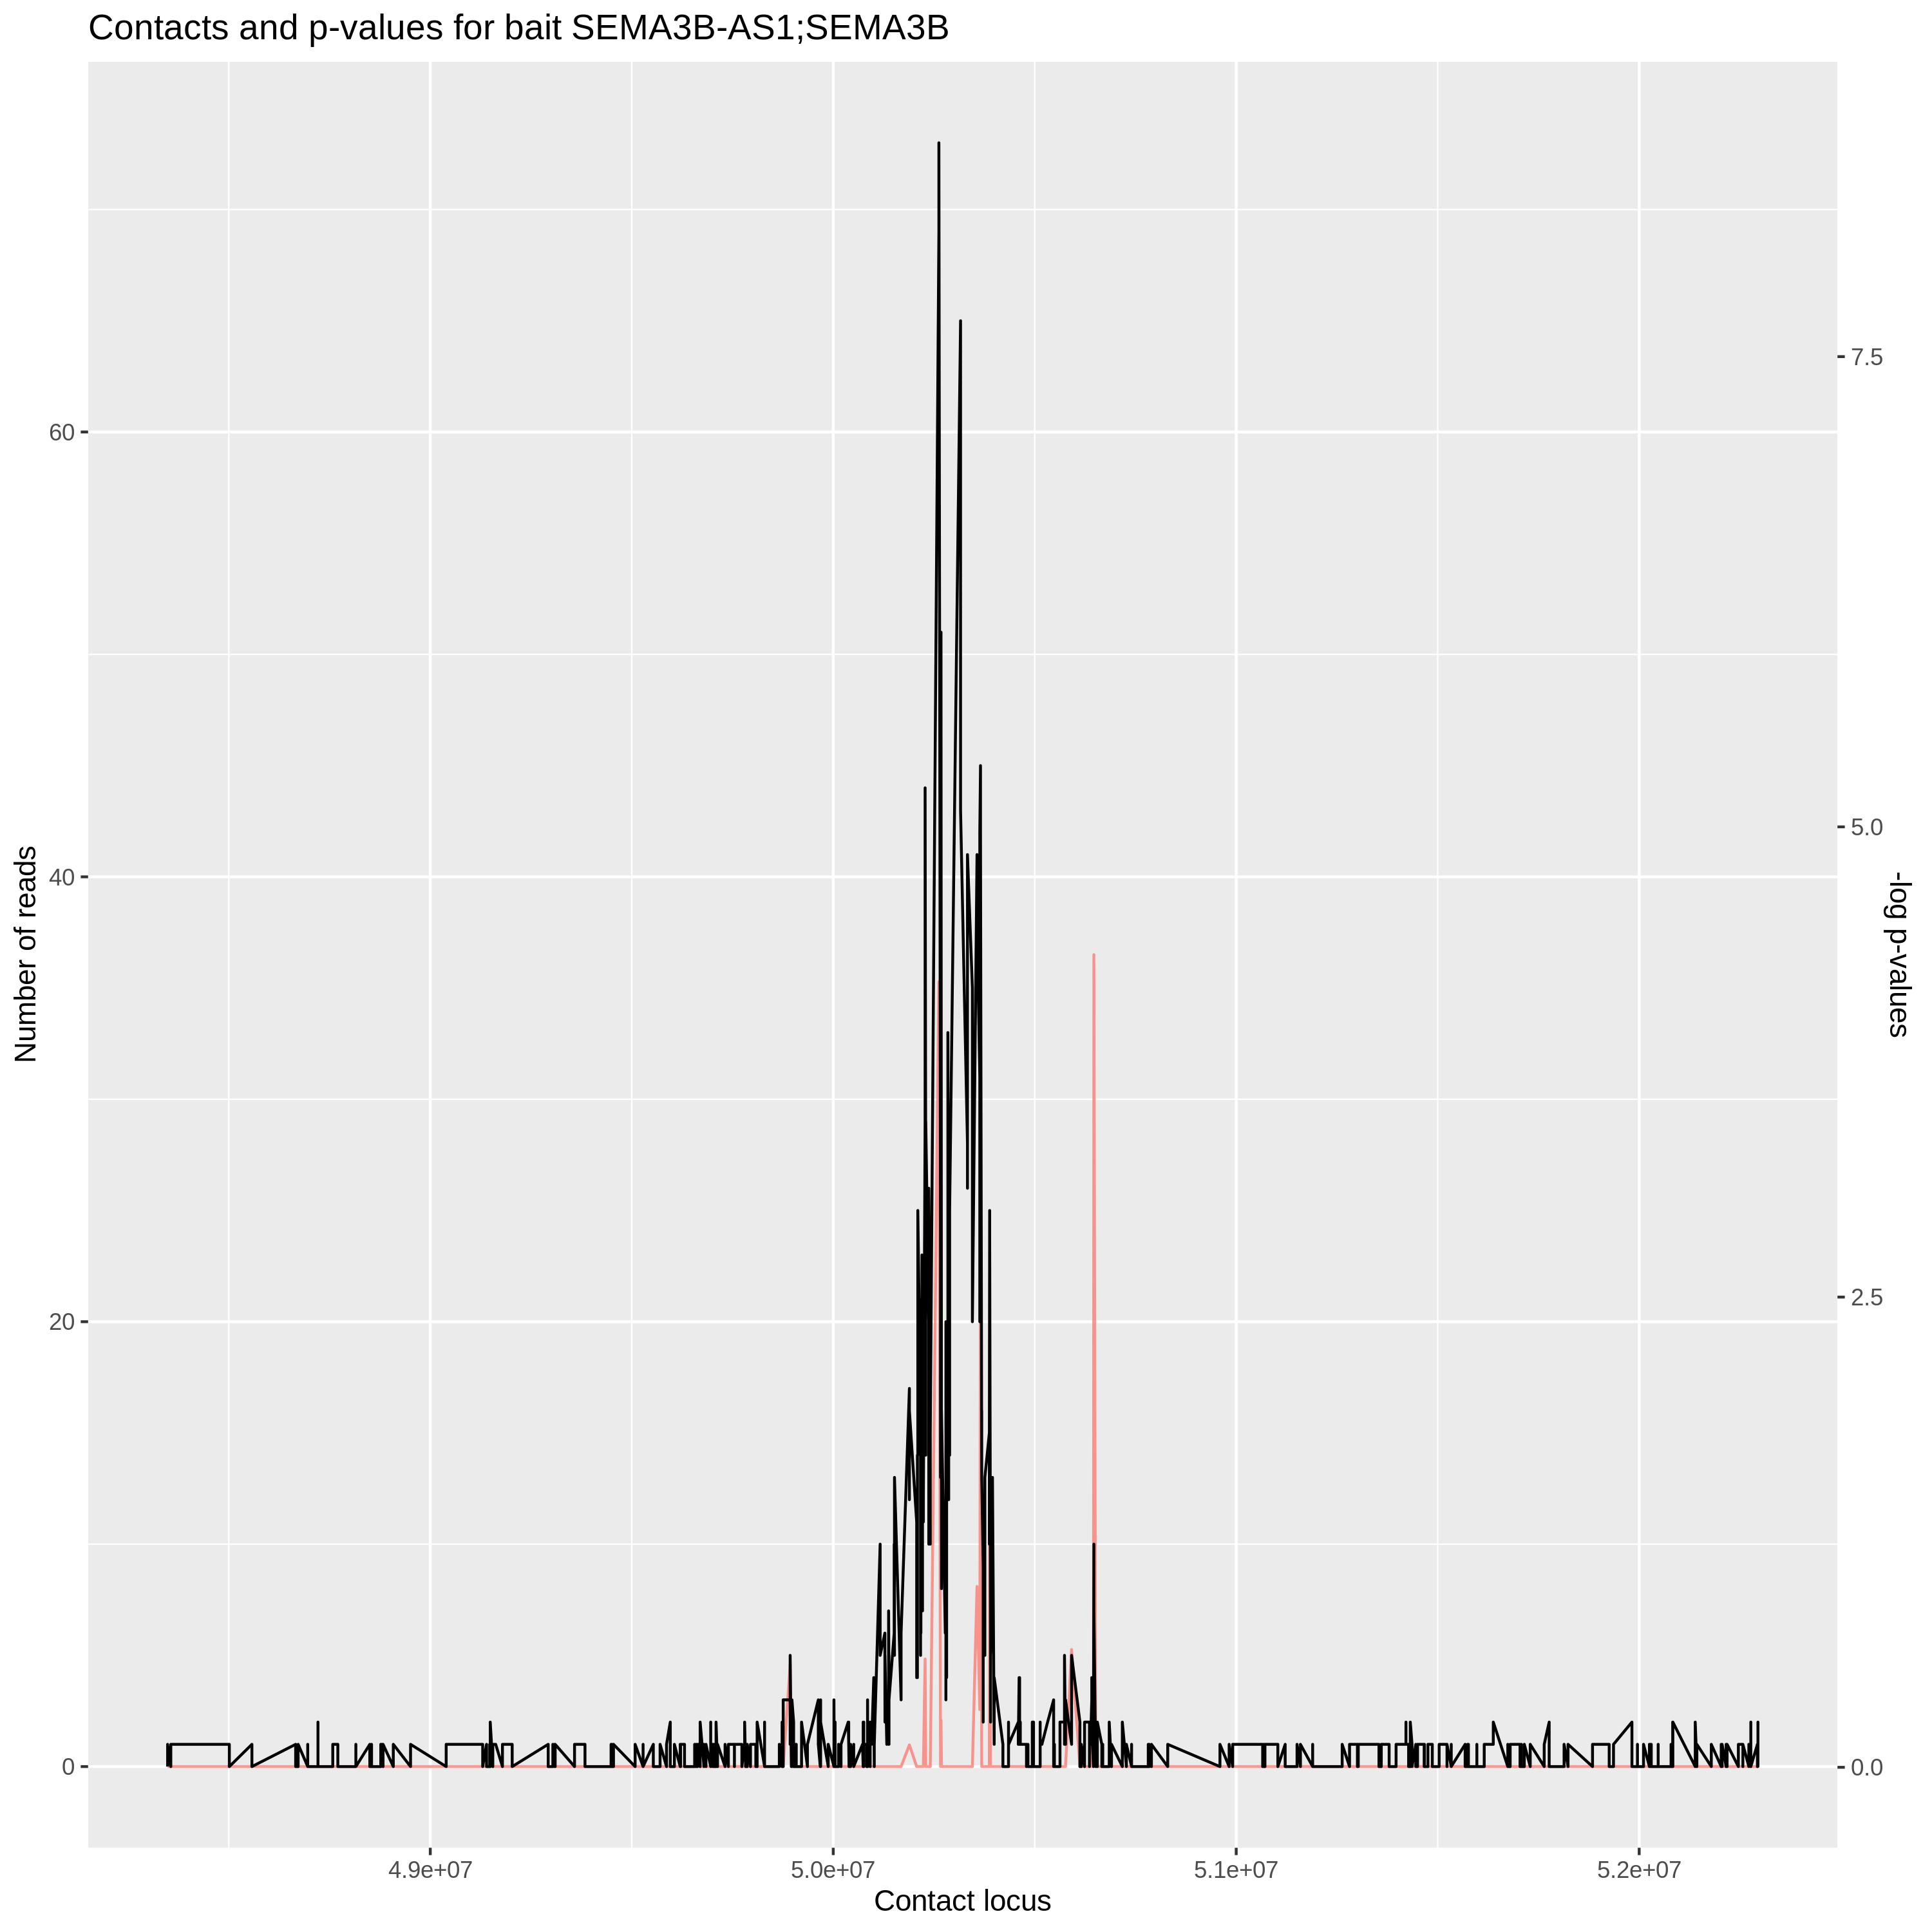 Contacts and p-values for bait SEMA3B-AS1;SEMA3B
Number of reads
60
40
20
0
7.5
5.0
2.5
0.0
-log p-values
4.9e+07 5.0e+07 5.1e+07 5.2e+07
Contact locus